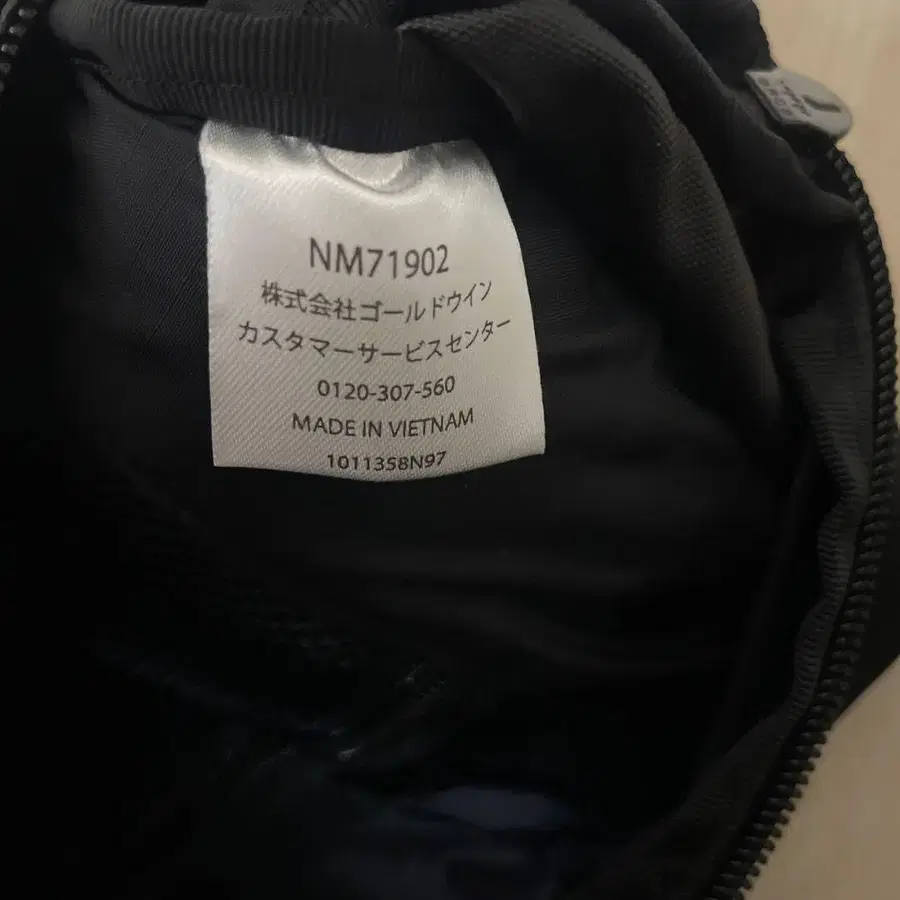 NM71902
株式会社ゴールドウイン
カスタマーサービスセンター
0120-307-560
MADE IN VIETNAM
1011358N97